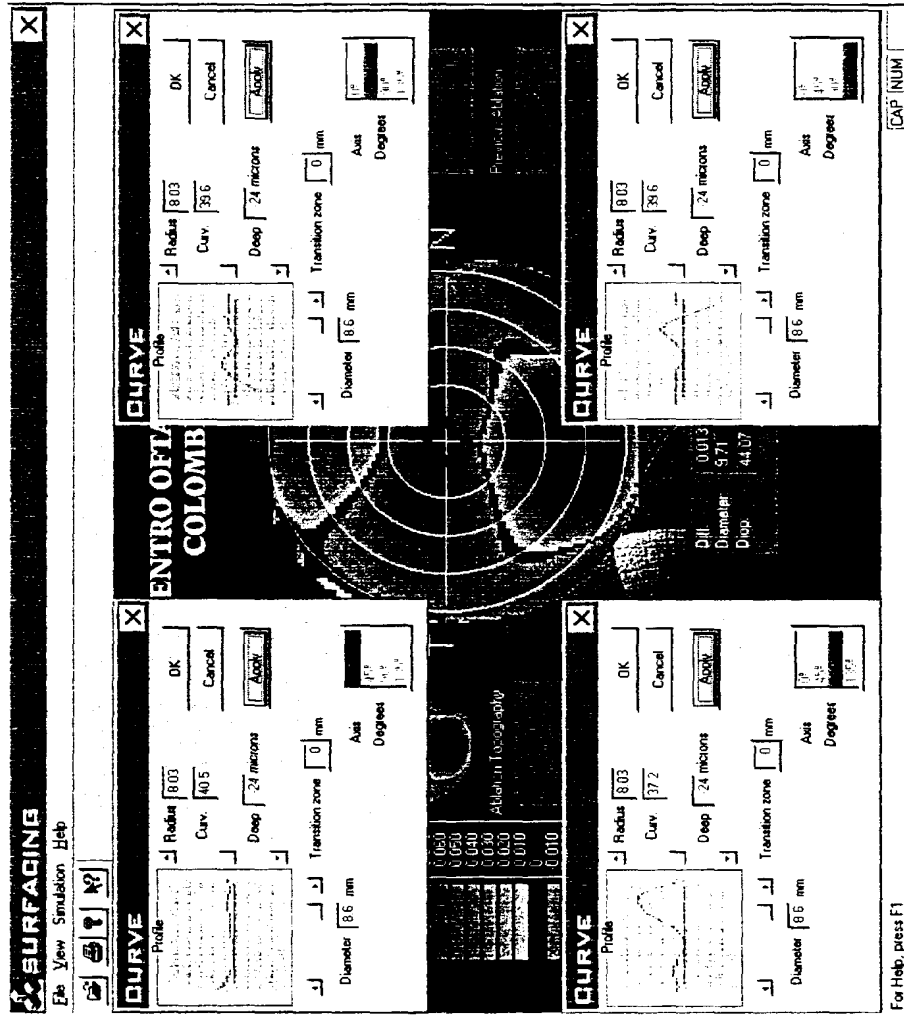 SURFACING
File View Simulation Help
CURVE
Profile
Radius 8.03
Curv. 40.5
Deep -24 microns
Diameter 8.6 mm
Transition zone 0 mm
OK
Cancel
Apply
Axis
Degrees
CURVE
Profile
Radius 8.03
Curv. 39.6
Deep -24 microns
Diameter 8.6 mm
Transition zone 0 mm
OK
Cancel
Apply
Axis
Degrees
ENTRO OFTA
COLOMB
N
0.060
0.050
0.040
0.030
0.020
0.010
0
0.010
Ablation Topography
Previous Ablation
Diff. 0.013
Diameter 9.71
Diop. 44.07
CURVE
Profile
Radius 8.03
Curv. 37.2
Deep -24 microns
Diameter 8.6 mm
Transition zone 0 mm
OK
Cancel
Apply
Axis
Degrees
CURVE
Profile
Radius 8.03
Curv. 39.6
Deep -24 microns
Diameter 8.6 mm
Transition zone 0 mm
OK
Cancel
Apply
Axis
Degrees
For Help, press F1
CAP NUM